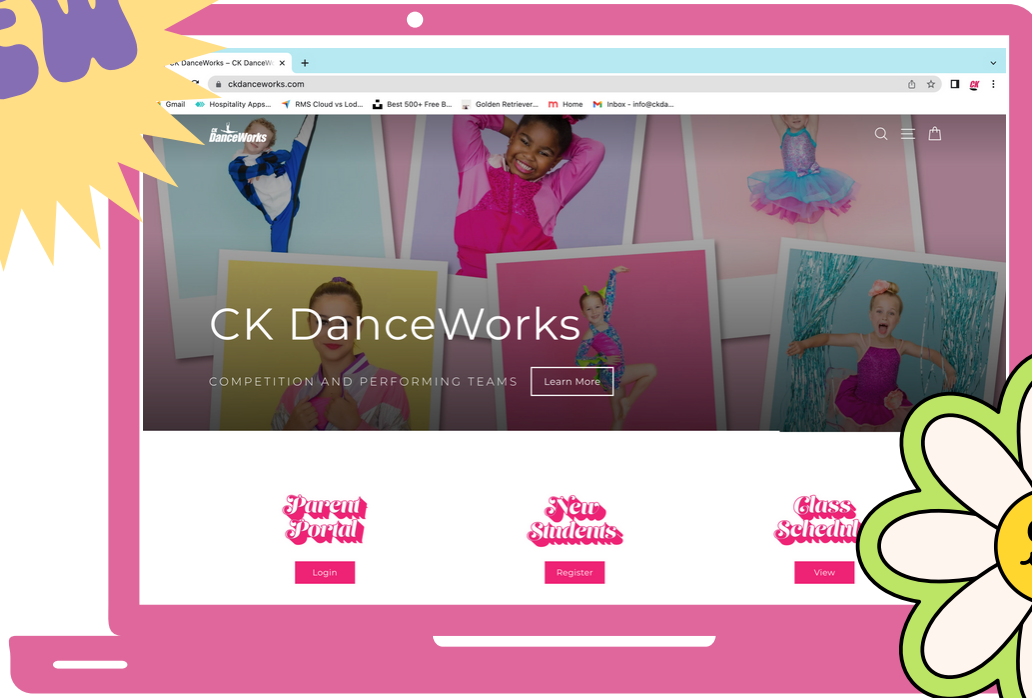 CK DanceWorks – CK DanceW
ckdanceworks.com
Gmail Hospitality Apps... RMS Cloud vs Lod... Best 500+ Free B... Golden Retriever... Home Inbox - info@ckda...
CK
DanceWorks
CK DanceWorks
COMPETITION AND PERFORMING TEAMS Learn More
Parent
Portal
Login
New
Students
Register
Class
View